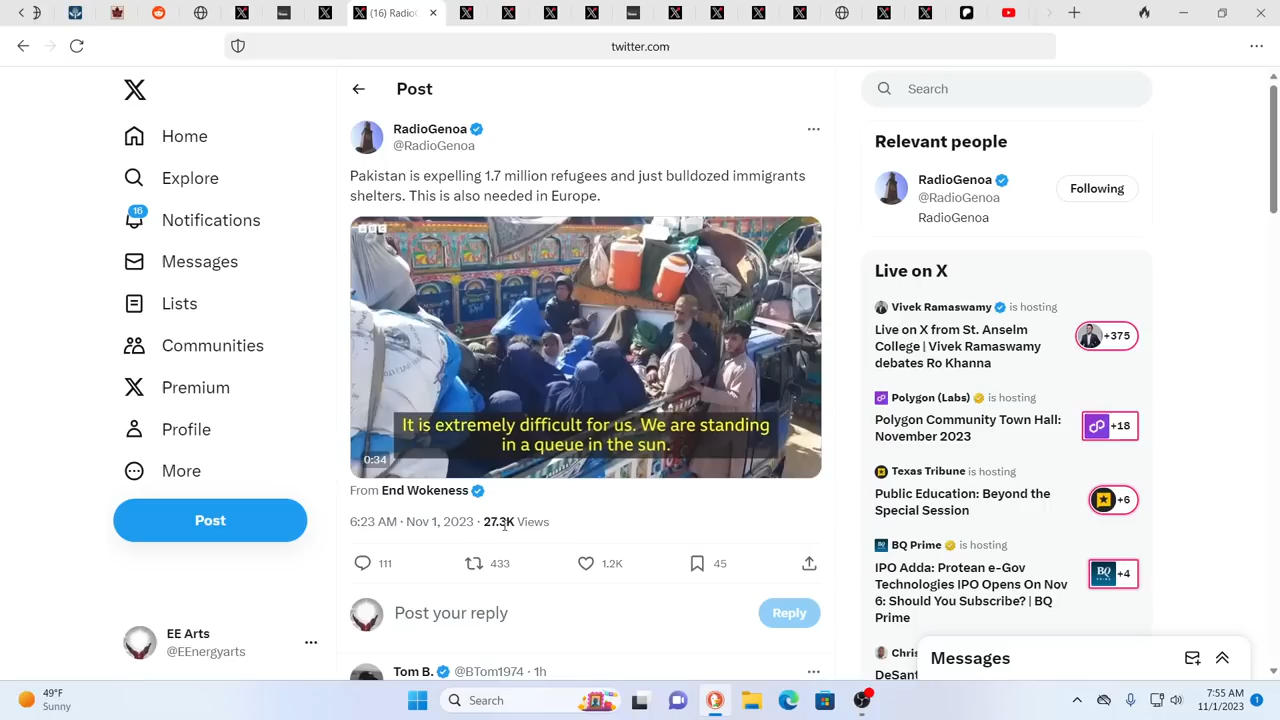 (16) Radio
twitter.com
Home
Explore
16
Notifications
Messages
Lists
Communities
Premium
Profile
More
Post
EE Arts
@EEnergyarts
Post
RadioGenoa
@RadioGenoa
Pakistan is expelling 1.7 million refugees and just bulldozed immigrants
shelters. This is also needed in Europe.
BBC
It is extremely difficult for us. We are standing
in a queue in the sun.
0:34
From End Wokeness
6:23 AM · Nov 1, 2023 · 27.3K Views
111
433
1.2K
45
Post your reply
Reply
Tom B. @BTom1974 · 1h
Search
Relevant people
RadioGenoa
@RadioGenoa
RadioGenoa
Following
Live on X
Vivek Ramaswamy is hosting
Live on X from St. Anselm
College | Vivek Ramaswamy
debates Ro Khanna
+375
Polygon (Labs) is hosting
Polygon Community Town Hall:
November 2023
+18
Texas Tribune is hosting
Public Education: Beyond the
Special Session
+6
BQ Prime is hosting
IPO Adda: Protean e-Gov
Technologies IPO Opens On Nov
6: Should You Subscribe? | BQ
Prime
BQ
+4
Chris
DeSant
Messages
49°F
Sunny
Search
7:55 AM
11/1/2023
1